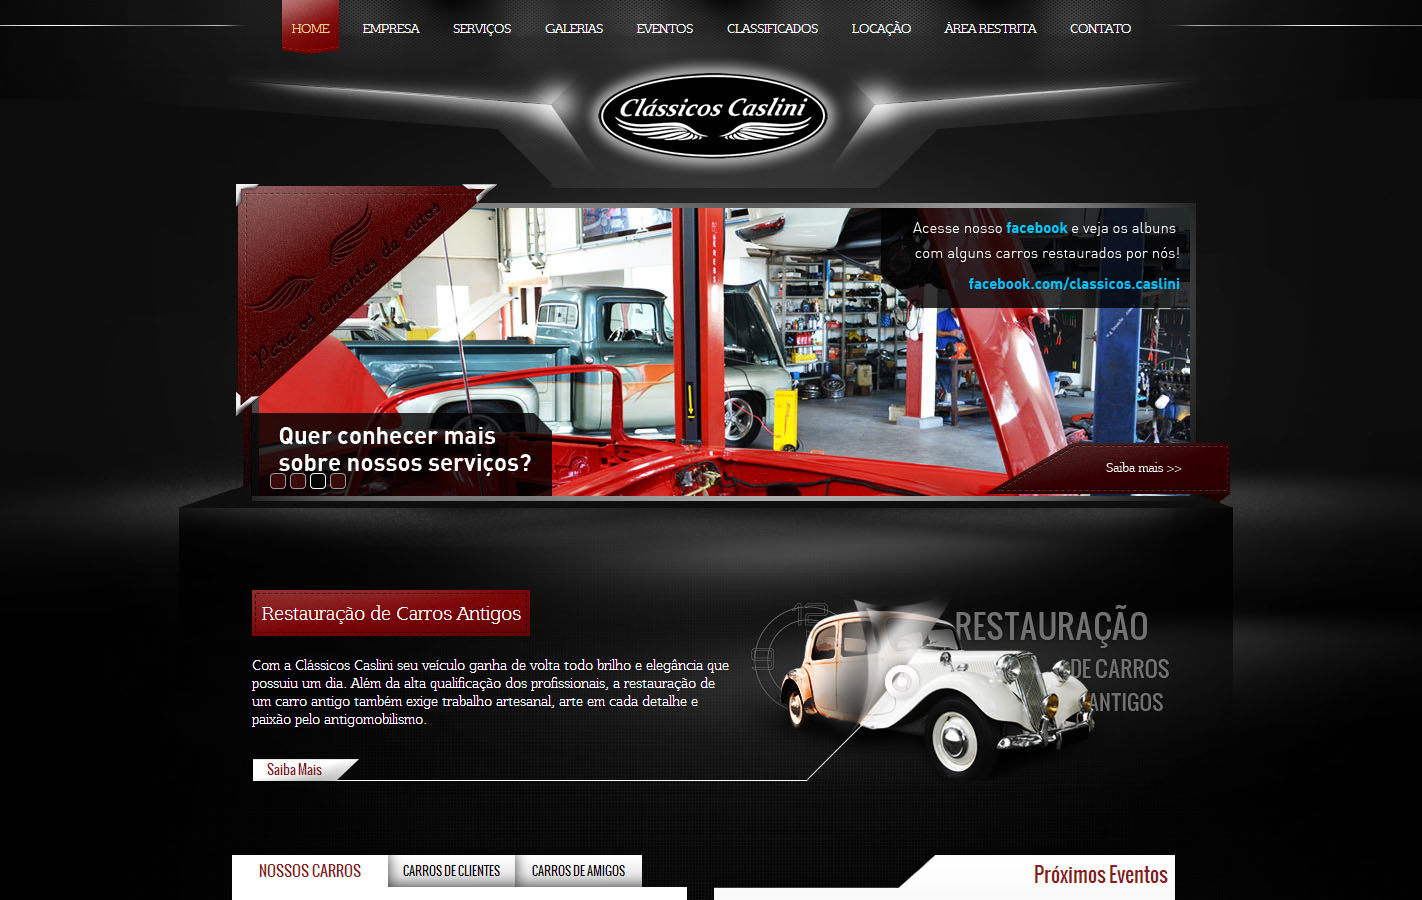 HOME EMPRESA SERVIÇOS GALERIAS EVENTOS CLASSIFICADOS LOCAÇÃO ÁREA RESTRITA CONTATO
Clássicos Caslini
Para os amantes de autos
Acesse nosso facebook e veja os albuns
com alguns carros restaurados por nós!
facebook.com/classicos.caslini
Quer conhecer mais
sobre nossos serviços?
Saiba mais >>
Restauração de Carros Antigos
Com a Clássicos Caslini seu veículo ganha de volta todo brilho e elegância que
possuiu um dia. Além da alta qualificação dos profissionais, a restauração de
um carro antigo também exige trabalho artesanal, arte em cada detalhe e
paixão pelo antigomobilismo.
Saiba Mais
12
9
RESTAURAÇÃO
DE CARROS
ANTIGOS
NOSSOS CARROS CARROS DE CLIENTES CARROS DE AMIGOS
Próximos Eventos